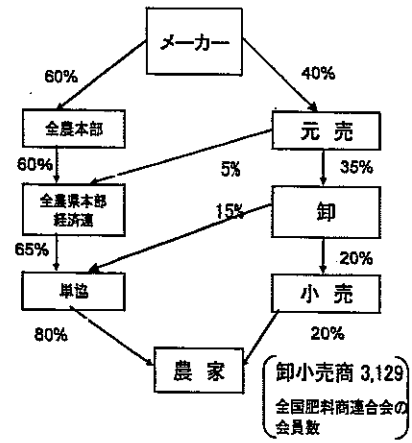 メーカー
60%
40%
全農本部
元 売
60%
5%
35%
全農県本部
経済連
15%
卸
65%
20%
単協
小 売
80%
20%
農 家
卸小売商 3,129
全国肥料商連合会の
会員数